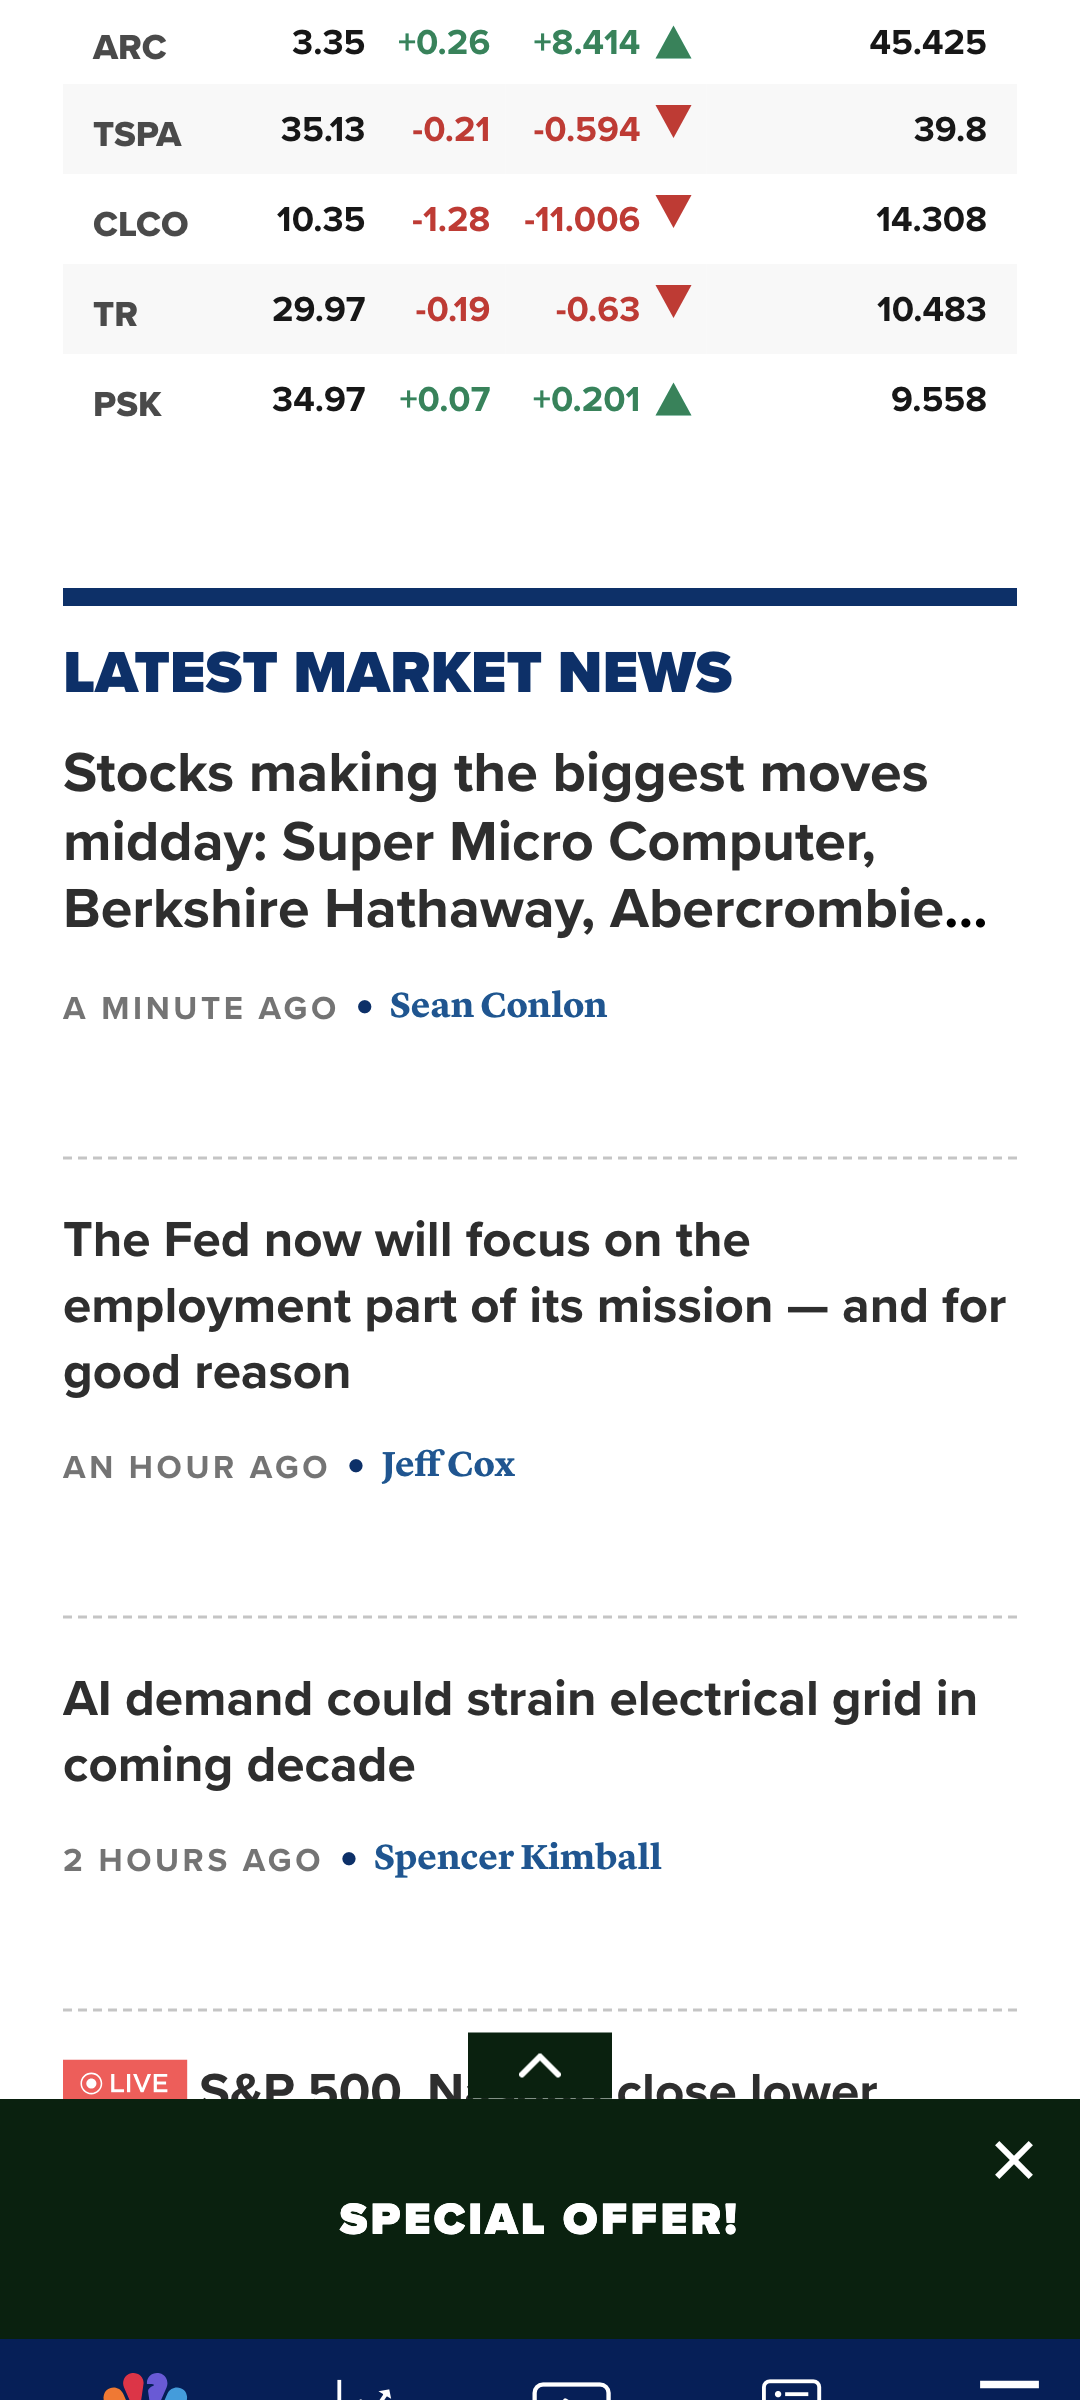 ARC 3.35 +0.26 +8.414 ▲ 45.425
TSPA 35.13 -0.21 -0.594 ▼ 39.8
CLCO 10.35 -1.28 -11.006 ▼ 14.308
TR 29.97 -0.19 -0.63 ▼ 10.483
PSK 34.97 +0.07 +0.201 ▲ 9.558
LATEST MARKET NEWS
Stocks making the biggest moves
midday: Super Micro Computer,
Berkshire Hathaway, Abercrombie...
A MINUTE AGO • Sean Conlon
The Fed now will focus on the
employment part of its mission — and for
good reason
AN HOUR AGO • Jeff Cox
AI demand could strain electrical grid in
coming decade
2 HOURS AGO • Spencer Kimball
LIVE S&P 500, close lower
SPECIAL OFFER!